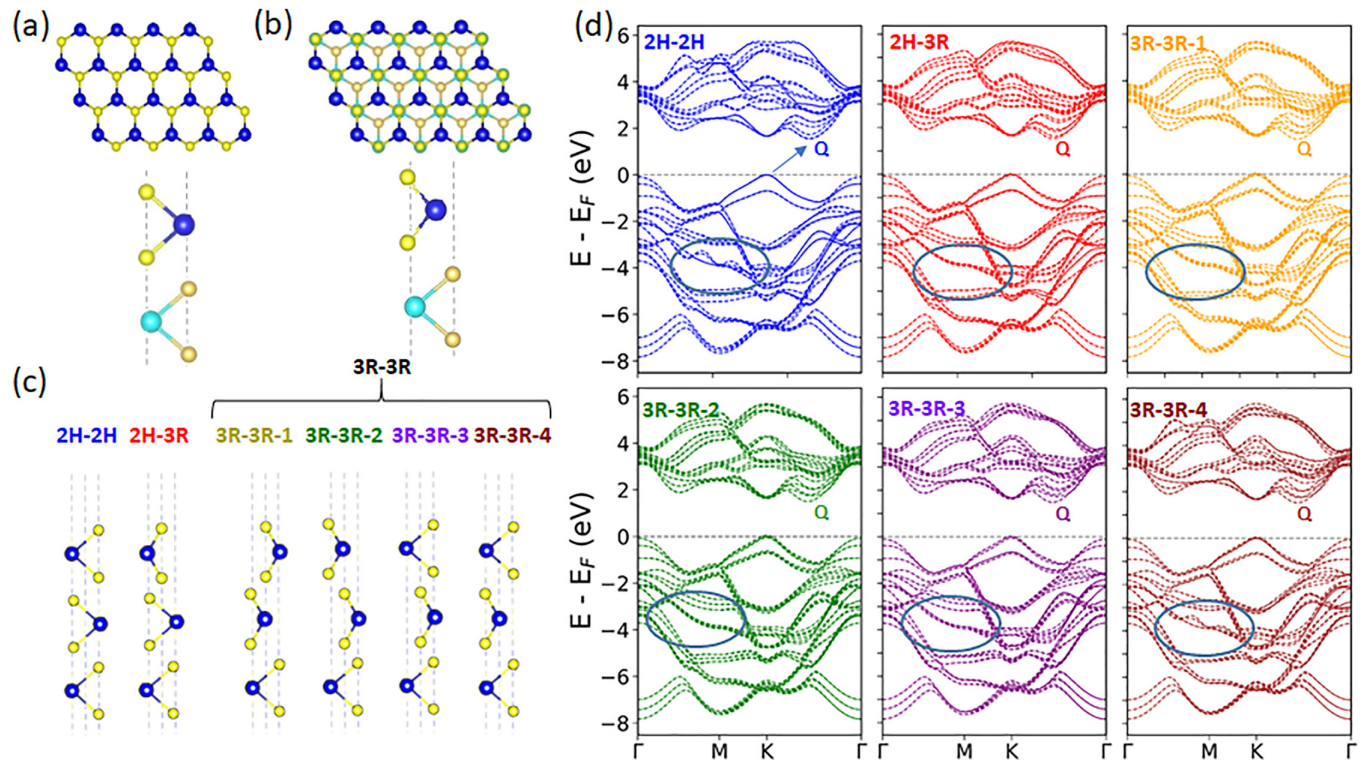 (a)
(b)
(c)
3R-3R
2H-2H 2H-3R 3R-3R-1 3R-3R-2 3R-3R-3 3R-3R-4
(d)
2H-2H
2H-3R
3R-3R-1
6
4
2
0
−2
−4
−6
−8
E - E_F (eV)
Q
Q
Q
3R-3R-2
3R-3R-3
3R-3R-4
6
4
2
0
−2
−4
−6
−8
E - E_F (eV)
Q
Q
Q
Γ M K Γ
M K Γ
Γ M K Γ